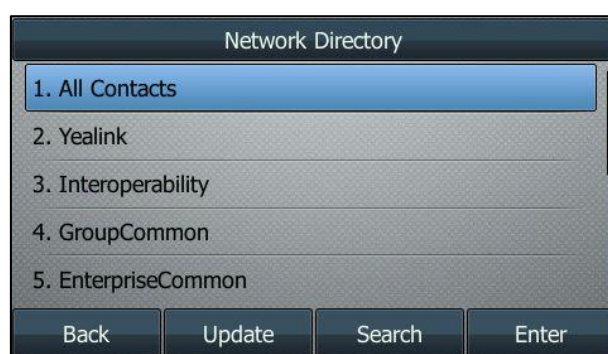 Network Directory
1. All Contacts
2. Yealink
3. Interoperability
4. GroupCommon
5. EnterpriseCommon
Back Update Search Enter